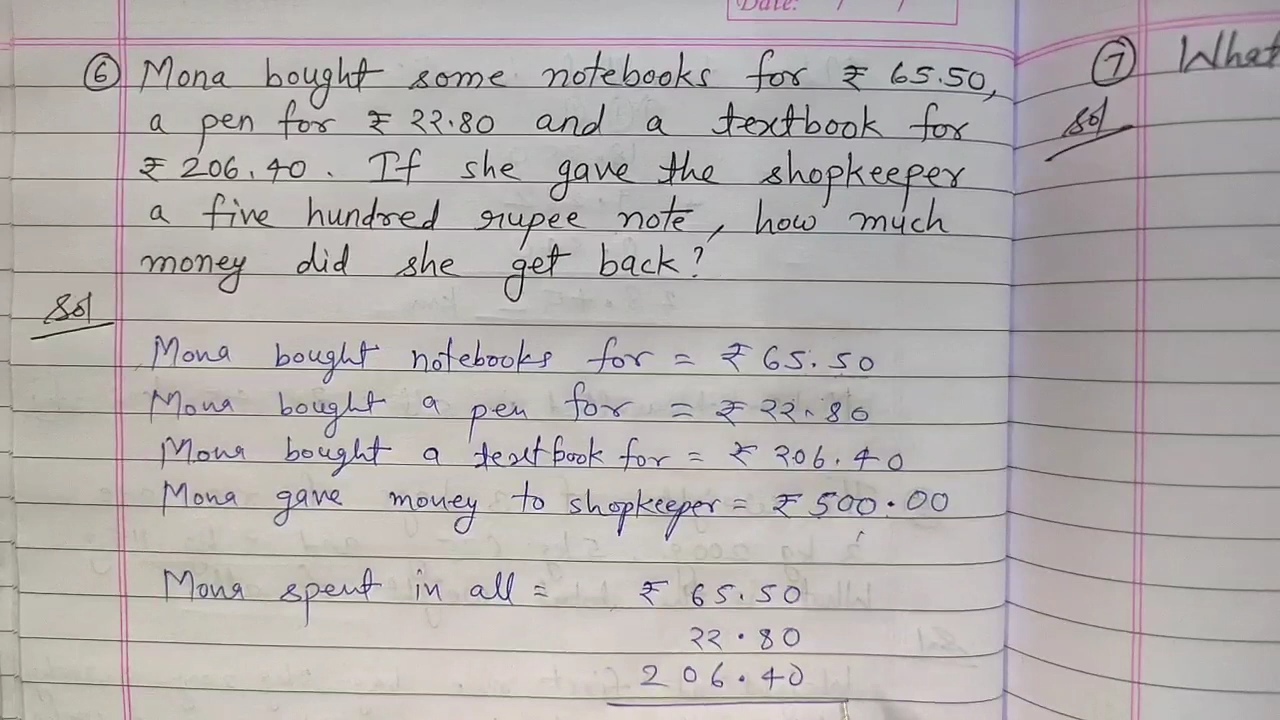 Date: / /
⑥ Mona bought some notebooks for ₹ 65.50,
a pen for ₹ 22.80 and a textbook for
₹ 206.40. If she gave the shopkeeper
a five hundred rupee note, how much
money did she get back?
Sol
Mona bought notebooks for = ₹ 65.50
Mona bought a pen for = ₹ 22.80
Mona bought a textbook for = ₹ 206.40
Mona gave money to shopkeeper = ₹ 500.00
Mona spent in all = ₹ 65.50
22.80
206.40
⑦ What
Sol